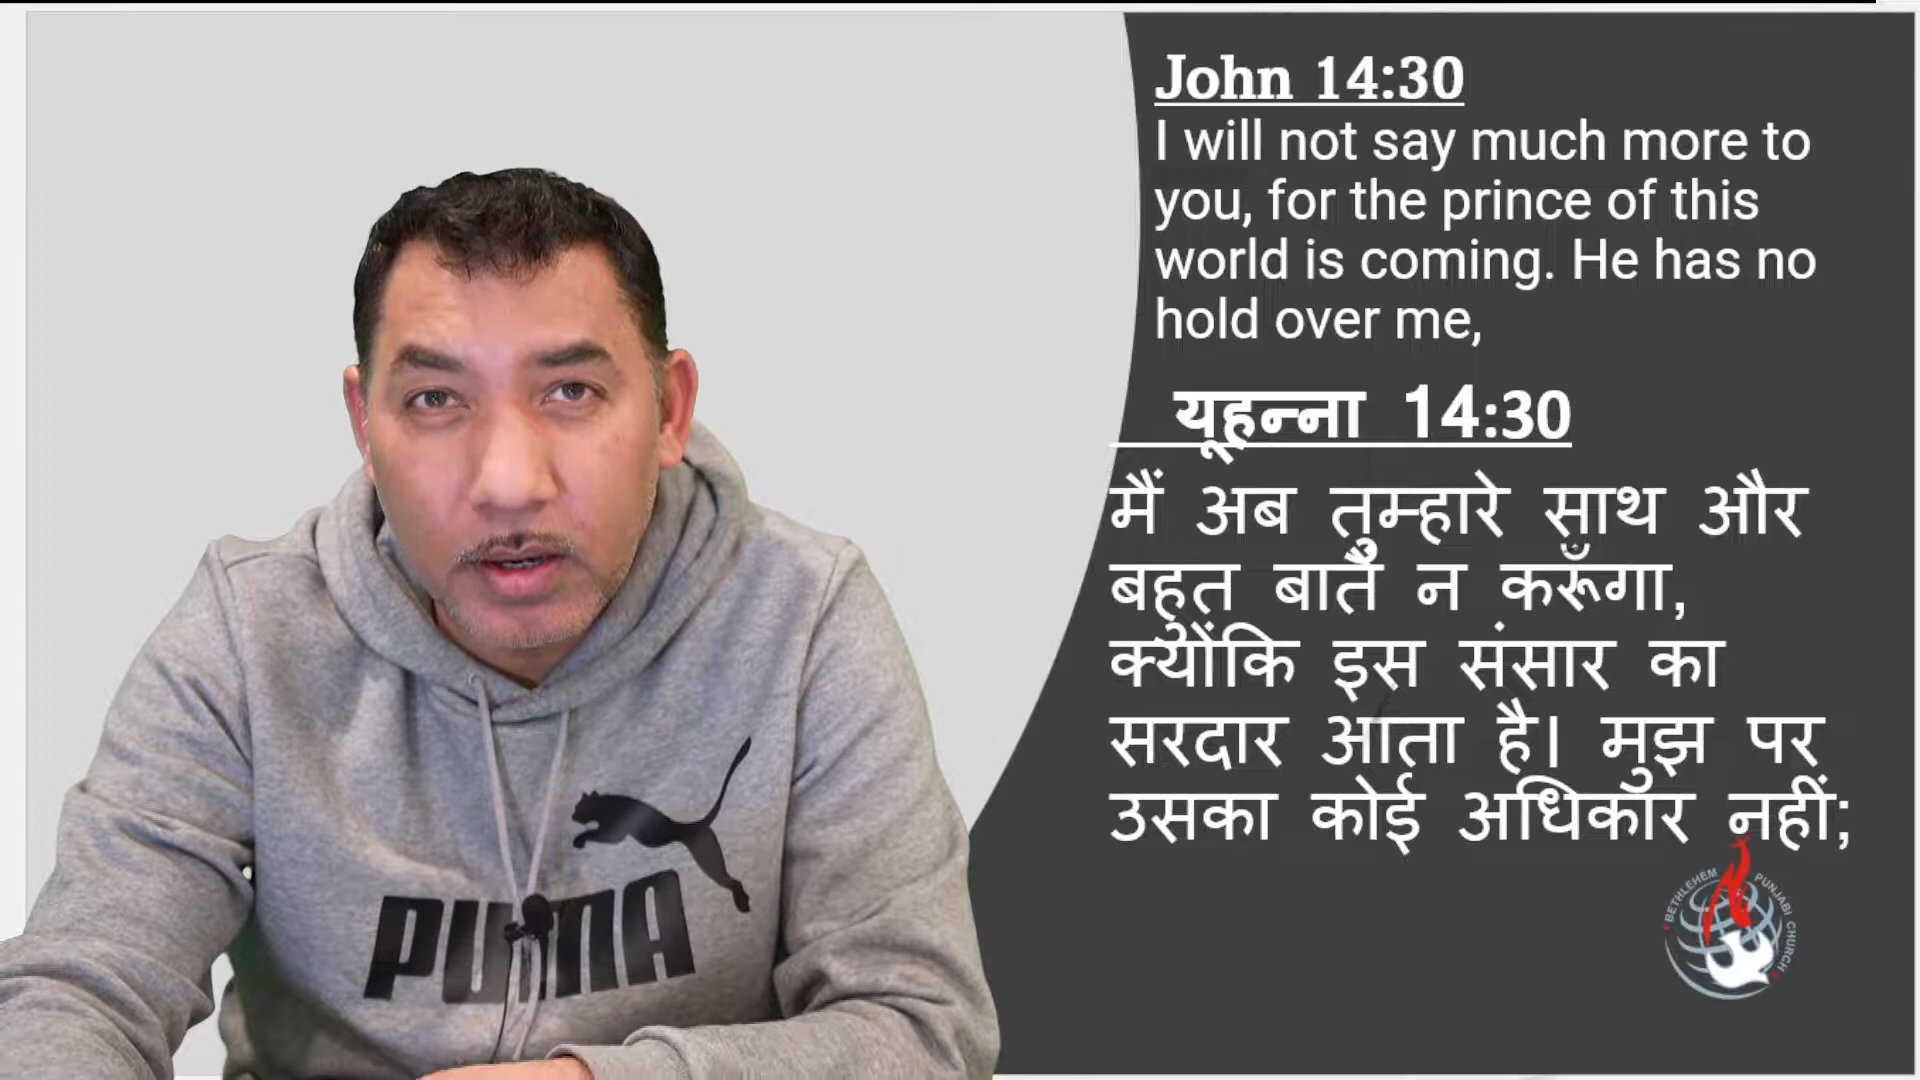 John 14:30
I will not say much more to
you, for the prince of this
world is coming. He has no
hold over me,
यूहन्ना 14:30
मैं अब तुम्हारे साथ और
बहुत बातें न करूँगा,
क्योंकि इस संसार का
सरदार आता है। मुझ पर
उसका कोई अधिकार नहीं;
BETHLEHEM PUNJABI CHURCH
PUMA